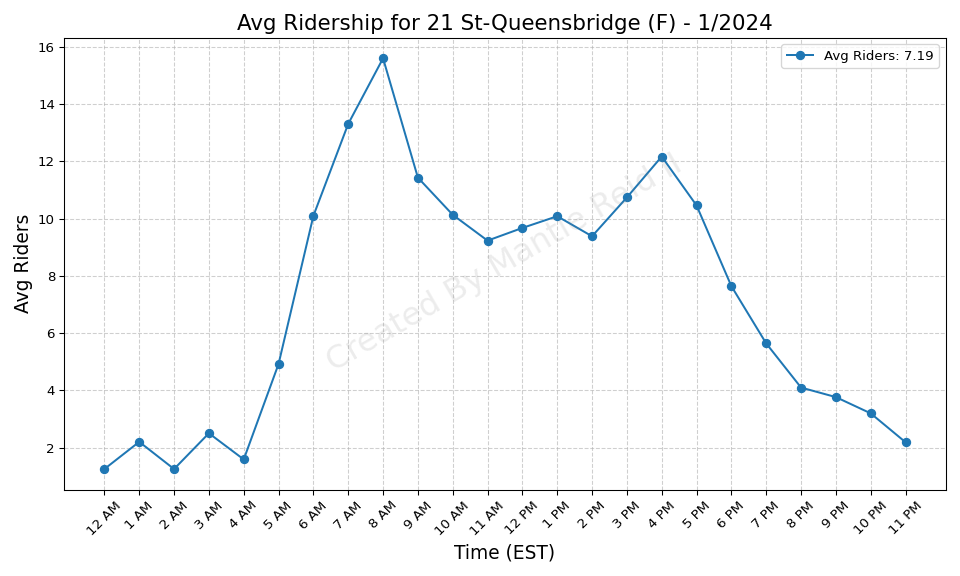 Avg Ridership for 21 St-Queensbridge (F) - 1/2024
Avg Riders: 7.19
Avg Riders
16
14
12
10
8
6
4
2
Created By Mantie Reid II
12 AM
1 AM
2 AM
3 AM
4 AM
5 AM
6 AM
7 AM
8 AM
9 AM
10 AM
11 AM
12 PM
1 PM
2 PM
3 PM
4 PM
5 PM
6 PM
7 PM
8 PM
9 PM
10 PM
11 PM
Time (EST)